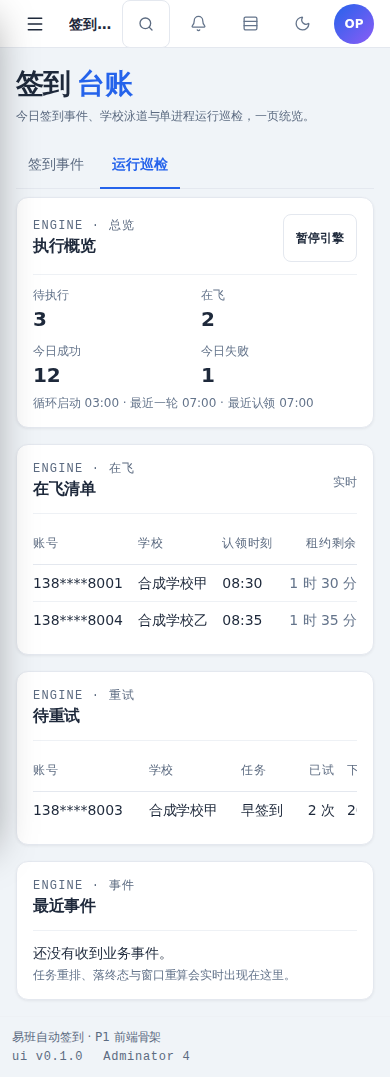 签到...
OP
签到 台账
今日签到事件、学校泳道与单进程运行巡检，一页统览。
签到事件 运行巡检
ENGINE · 总览
执行概览
暂停引擎
待执行 在飞
3 2
今日成功 今日失败
12 1
循环启动 03:00 · 最近一轮 07:00 · 最近认领 07:00
ENGINE · 在飞
在飞清单
实时
账号 学校 认领时刻 租约剩余
138****8001 合成学校甲 08:30 1 时 30 分
138****8004 合成学校乙 08:35 1 时 35 分
ENGINE · 重试
待重试
账号 学校 任务 已试
138****8003 合成学校甲 早签到 2 次
ENGINE · 事件
最近事件
还没有收到业务事件。
任务重排、落终态与窗口重算会实时出现在这里。
易班自动签到 · P1 前端骨架
ui v0.1.0 Adminator 4